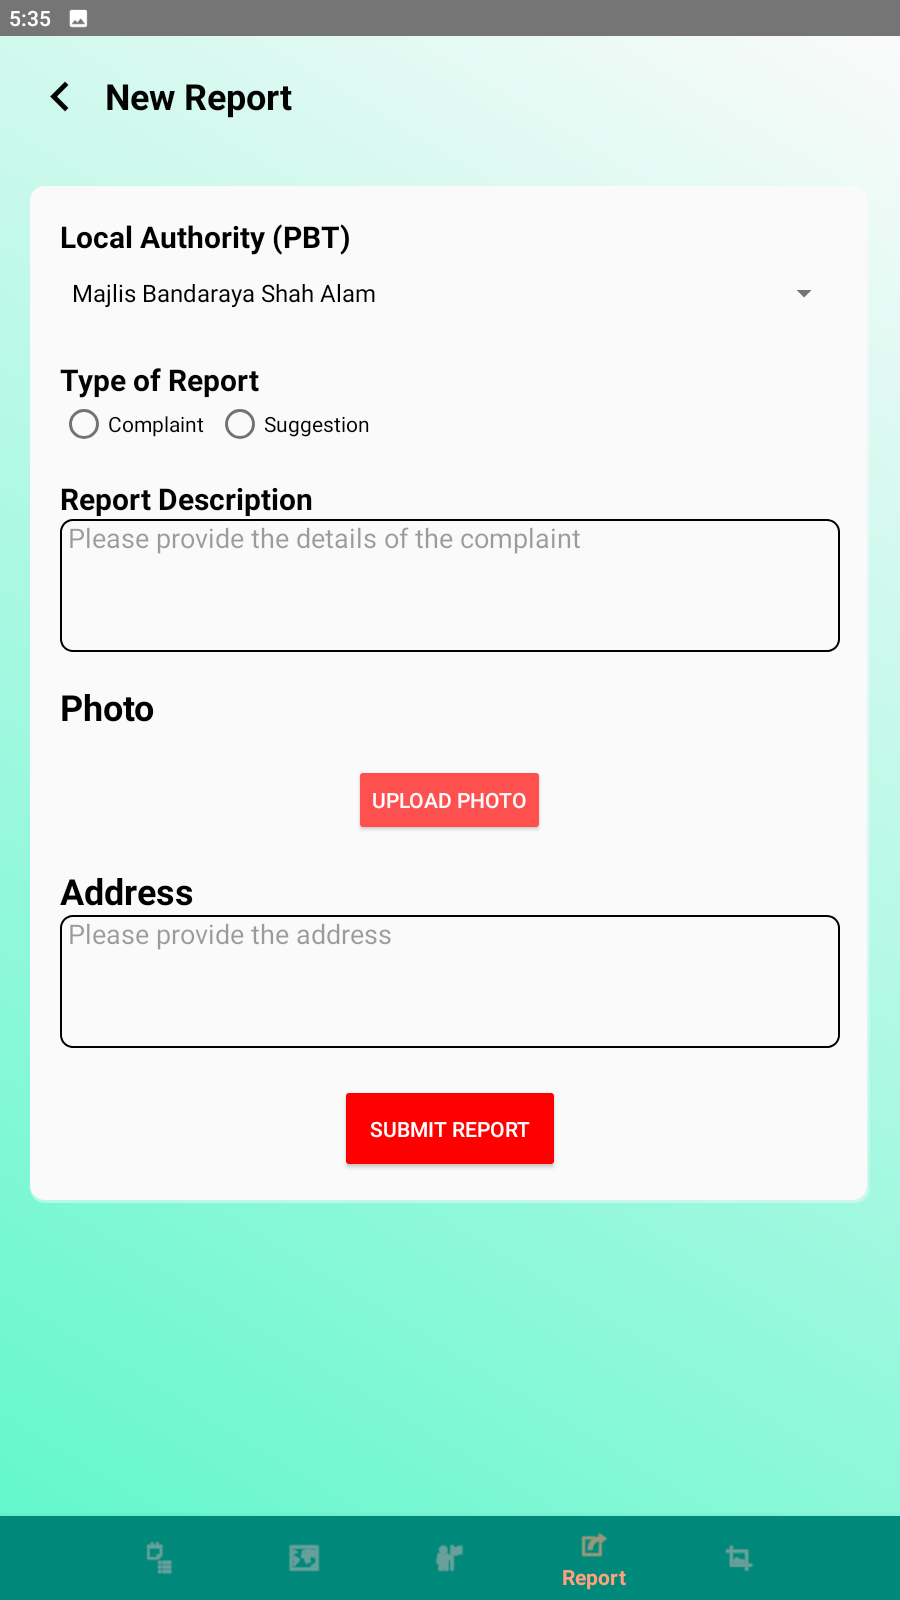 5:35
New Report
Local Authority (PBT)
Majlis Bandaraya Shah Alam
Type of Report
Complaint Suggestion
Report Description
Please provide the details of the complaint
Photo
UPLOAD PHOTO
Address
Please provide the address
SUBMIT REPORT
Report